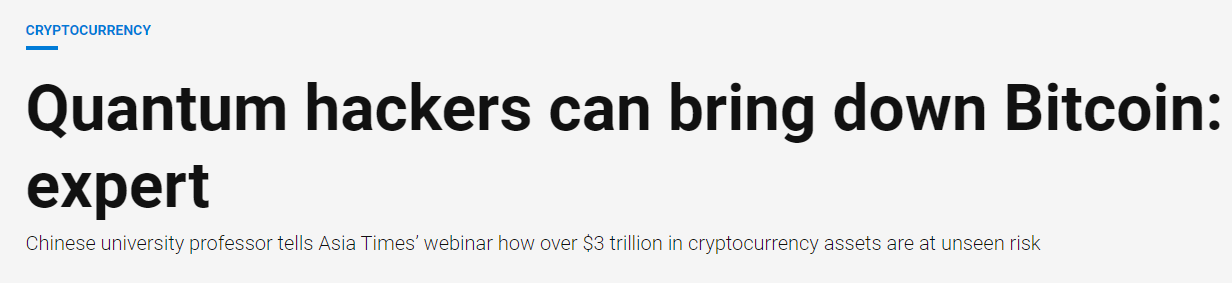 CRYPTOCURRENCY
Quantum hackers can bring down Bitcoin:
expert
Chinese university professor tells Asia Times’ webinar how over $3 trillion in cryptocurrency assets are at unseen risk